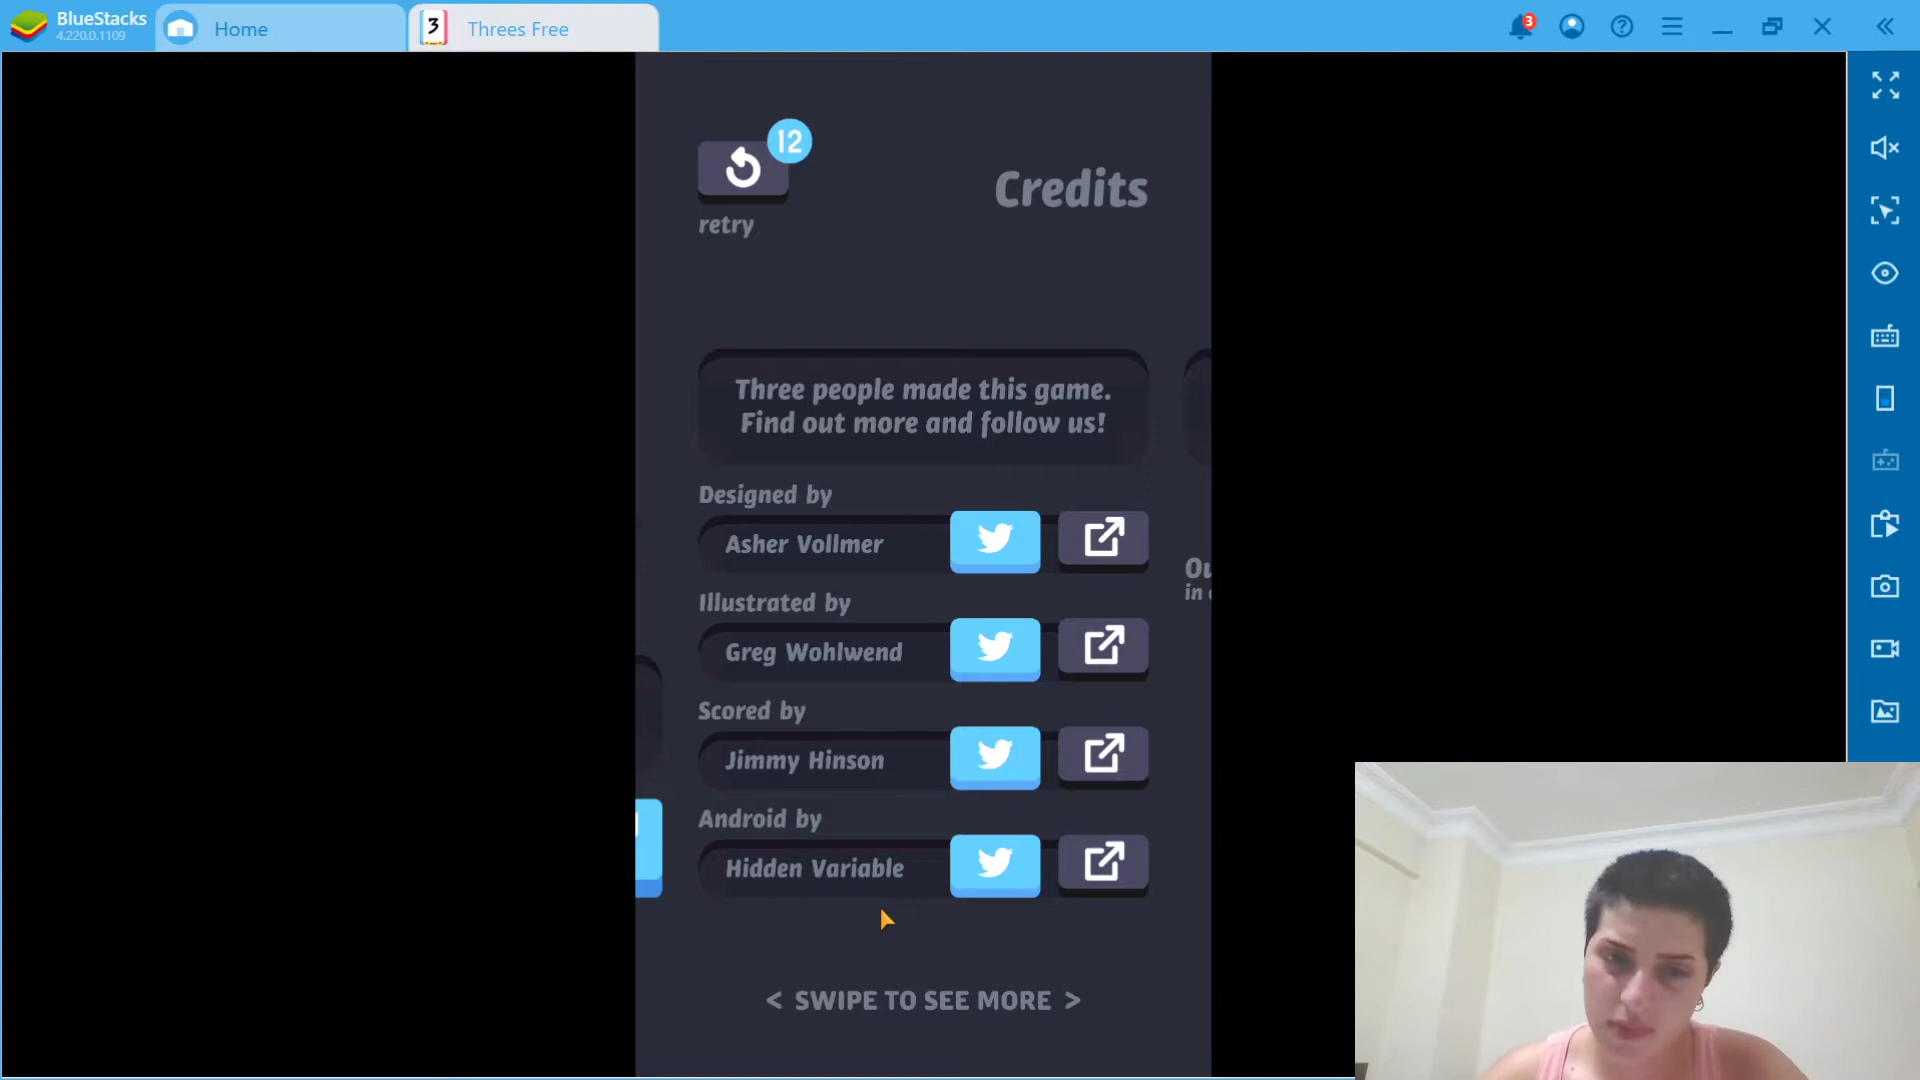 BlueStacks
4.220.0.1109
Home
3
Threes Free
3
12
retry
Credits
Three people made this game.
Find out more and follow us!
Designed by
Asher Vollmer
Illustrated by
Greg Wohlwend
Scored by
Jimmy Hinson
Android by
Hidden Variable
< SWIPE TO SEE MORE >